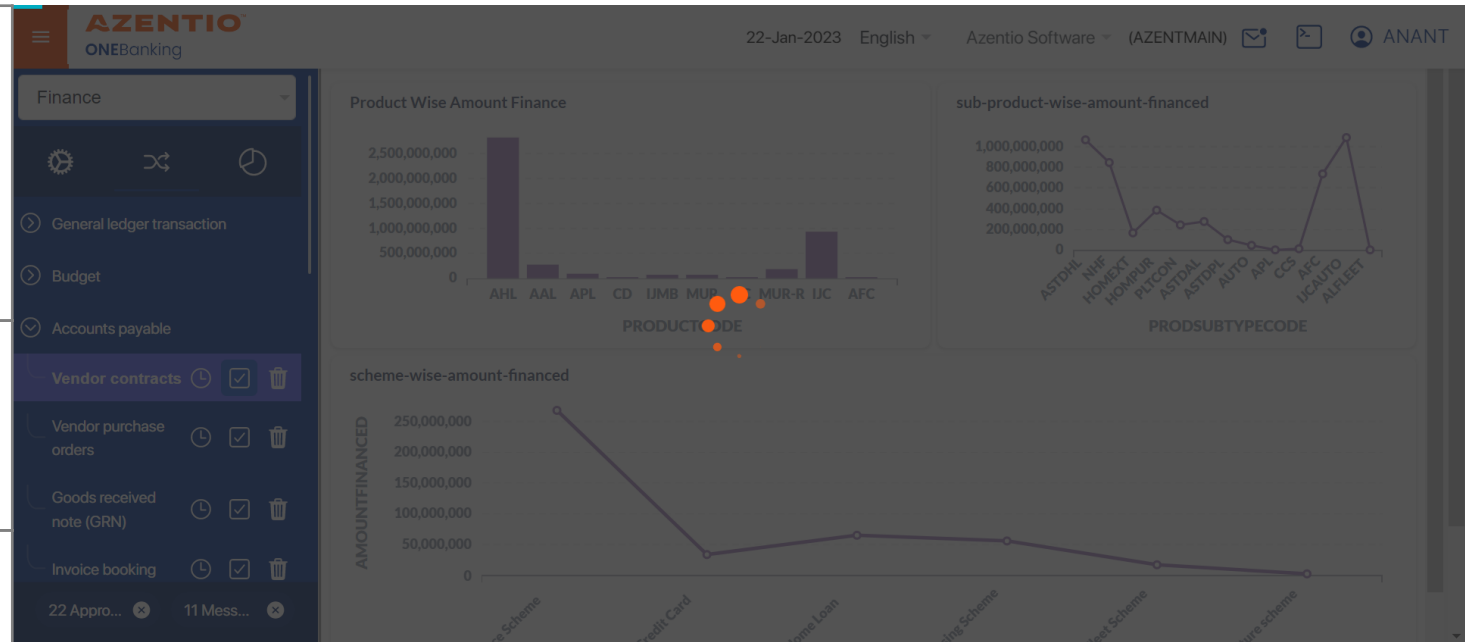 AZENTIO
ONEBanking
22-Jan-2023 English Azentio Software (AZENTMAIN) ANANT
Finance
General ledger transaction
Budget
Accounts payable
Vendor contracts
Vendor purchase
orders
Goods received
note (GRN)
Invoice booking
22 Appro... 11 Mess...
Product Wise Amount Finance
2,500,000,000
2,000,000,000
1,500,000,000
1,000,000,000
500,000,000
0
AHL AAL APL CD IJMB MUR MUR-R IJC AFC
PRODUCTCODE
sub-product-wise-amount-financed
1,000,000,000
800,000,000
600,000,000
400,000,000
200,000,000
0
ASTDHL NHF HOMEXT HOMPUR PLTCON ALFDAL ASTDPL AUTO APL CCS AFC IJCAUTO ALFLEET
PRODSUBTYPECODE
scheme-wise-amount-financed
AMOUNTFINANCED
250,000,000
200,000,000
150,000,000
100,000,000
50,000,000
0
Scheme Card Loan Scheme Scheme scheme